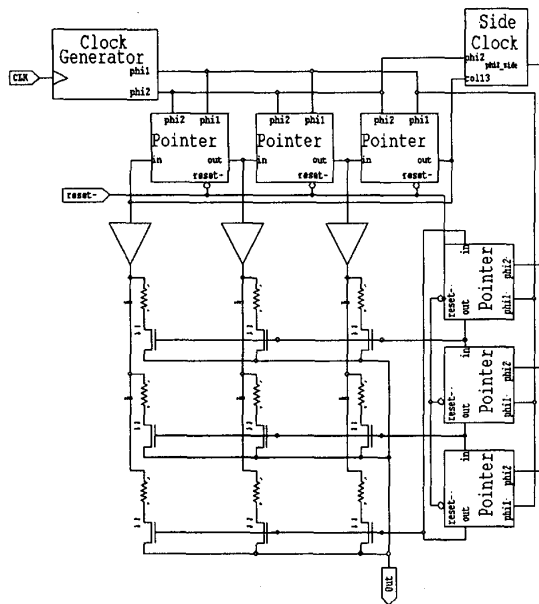 Side
Clock
phi2
phi2_side
col13
Clock
Generator
phi1
phi2
CLK
phi2 phi1
Pointer
in out
reset-
phi2 phi1
Pointer
in out
reset-
phi2 phi1
Pointer
in out
reset-
reset-
in
phi2
Pointer
reset-
phi1
out
in
phi2
Pointer
reset-
phi1
out
in
phi2
Pointer
reset-
phi1
out
Out